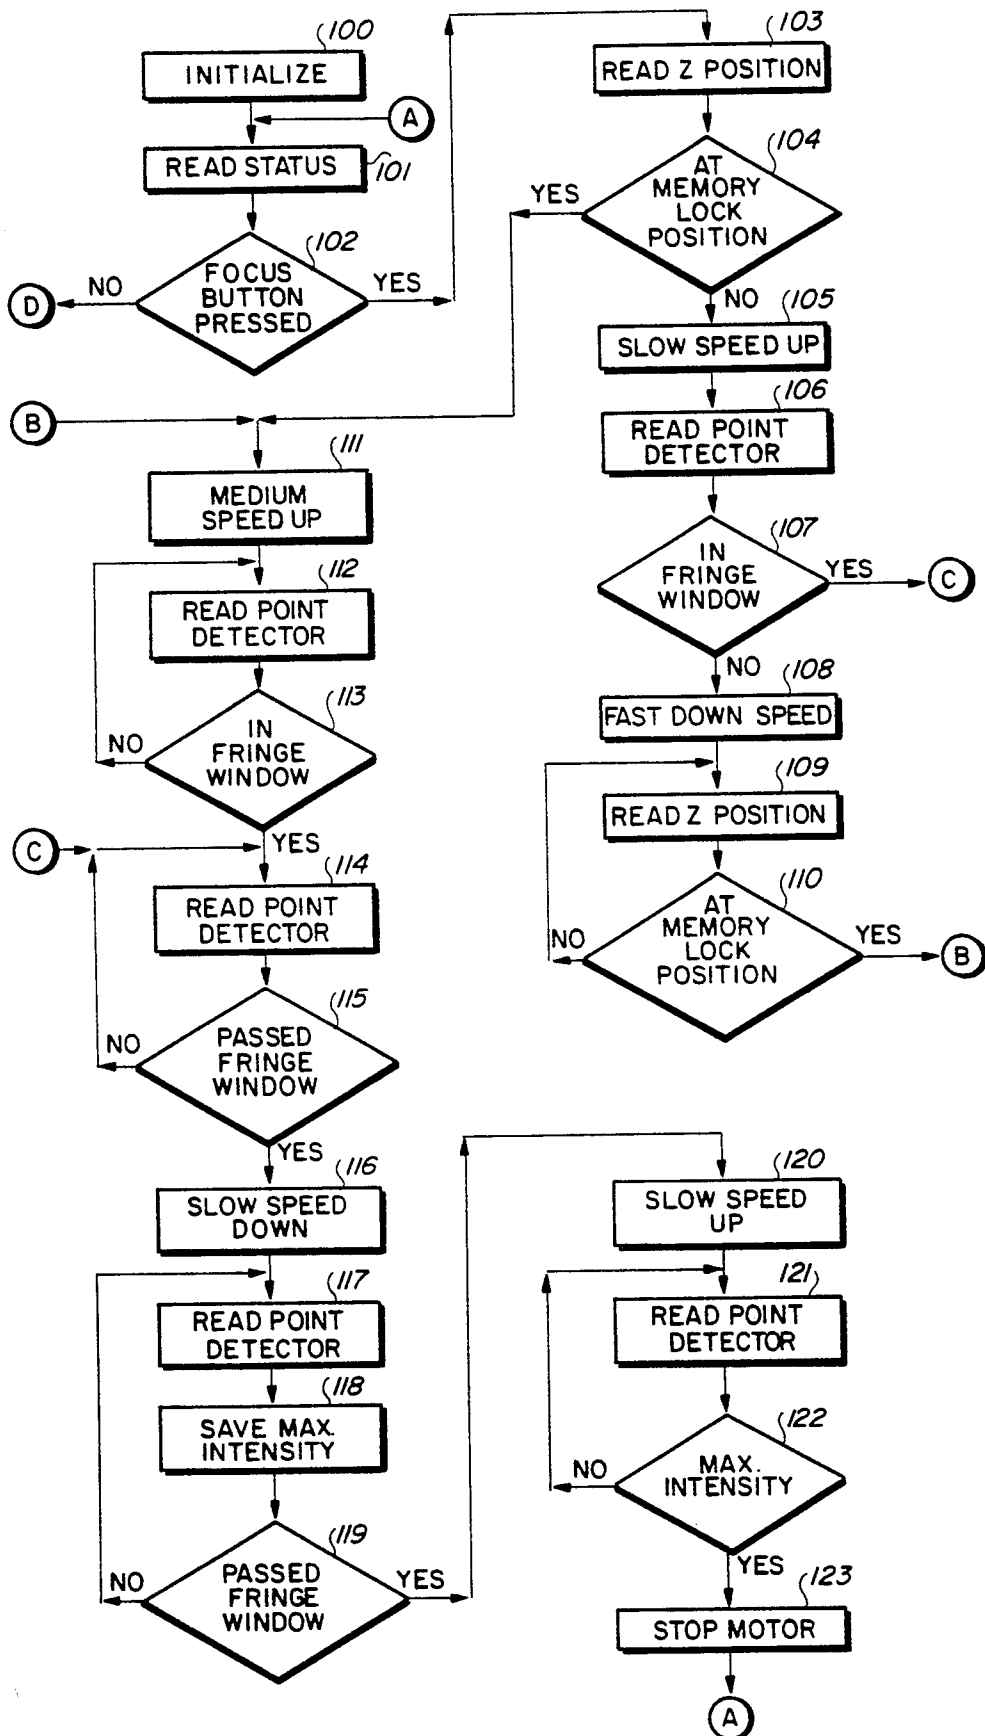 100
INITIALIZE
A
READ STATUS
101
102
FOCUS
BUTTON
PRESSED
NO
D
YES
103
READ Z POSITION
104
AT
MEMORY
LOCK
POSITION
YES
NO
105
SLOW SPEED UP
106
READ POINT
DETECTOR
107
IN
FRINGE
WINDOW
YES
C
NO
108
FAST DOWN SPEED
109
READ Z POSITION
110
AT
MEMORY
LOCK
POSITION
NO
YES
B
B
111
MEDIUM
SPEED UP
112
READ POINT
DETECTOR
113
IN
FRINGE
WINDOW
NO
YES
C
114
READ POINT
DETECTOR
115
PASSED
FRINGE
WINDOW
NO
YES
116
SLOW SPEED
DOWN
117
READ POINT
DETECTOR
118
SAVE MAX.
INTENSITY
119
PASSED
FRINGE
WINDOW
NO
YES
120
SLOW SPEED
UP
121
READ POINT
DETECTOR
122
MAX.
INTENSITY
NO
YES
123
STOP MOTOR
A